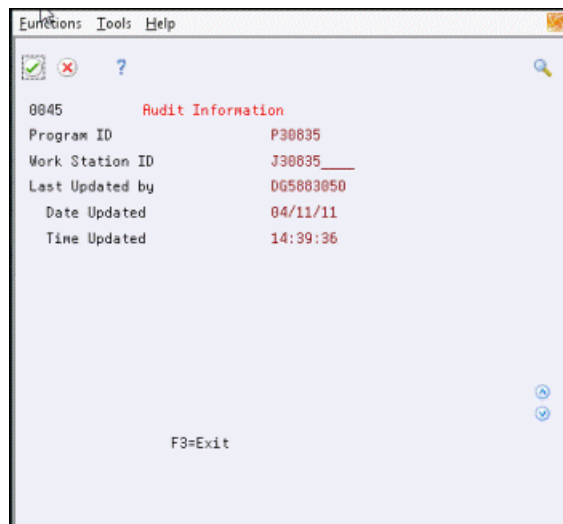 Functions Tools Help
?
0045 Audit Information
Program ID P30835
Work Station ID J30835____
Last Updated by DG5883050
Date Updated 04/11/11
Time Updated 14:39:36
F3=Exit